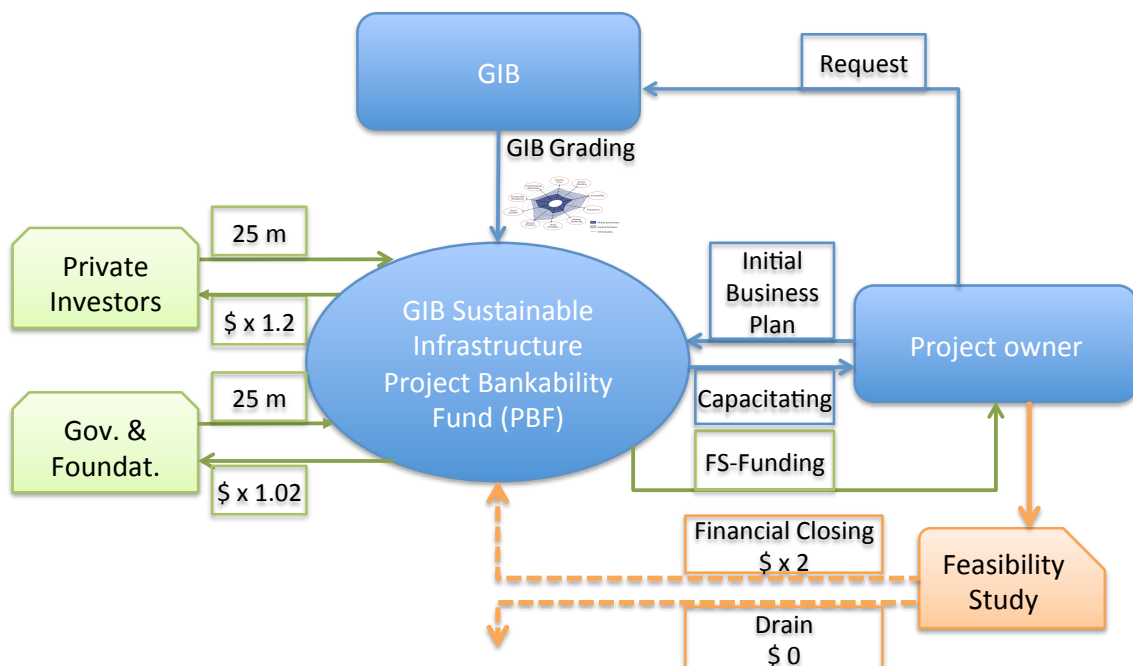 GIB
Request
GIB Grading
25 m
Private
Investors
$ x 1.2
GIB Sustainable
Infrastructure
Project Bankability
Fund (PBF)
Initial
Business
Plan
Project owner
25 m
Gov. &
Foundat.
$ x 1.02
Capacitating
FS-Funding
Financial Closing
$ x 2
Feasibility
Study
Drain
$ 0